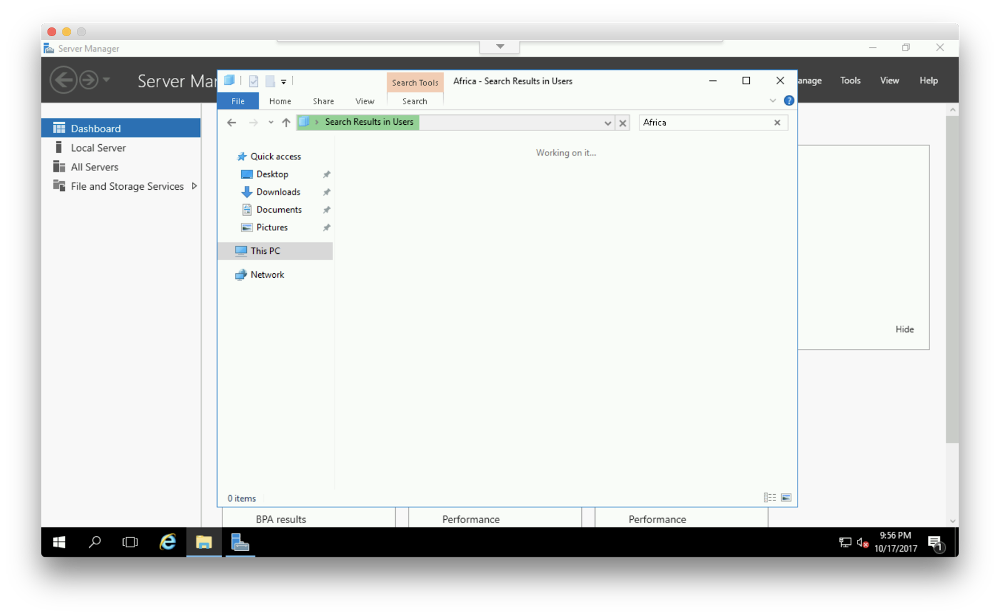 Server Manager
Server Mar
anage
Tools
View
Help
Search Tools
Africa - Search Results in Users
File
Home
Share
View
Search
Search Results in Users
Africa
Dashboard
Local Server
All Servers
File and Storage Services
Quick access
Desktop
Downloads
Documents
Pictures
This PC
Network
Working on it...
Hide
0 items
BPA results
Performance
Performance
9:56 PM
10/17/2017
1